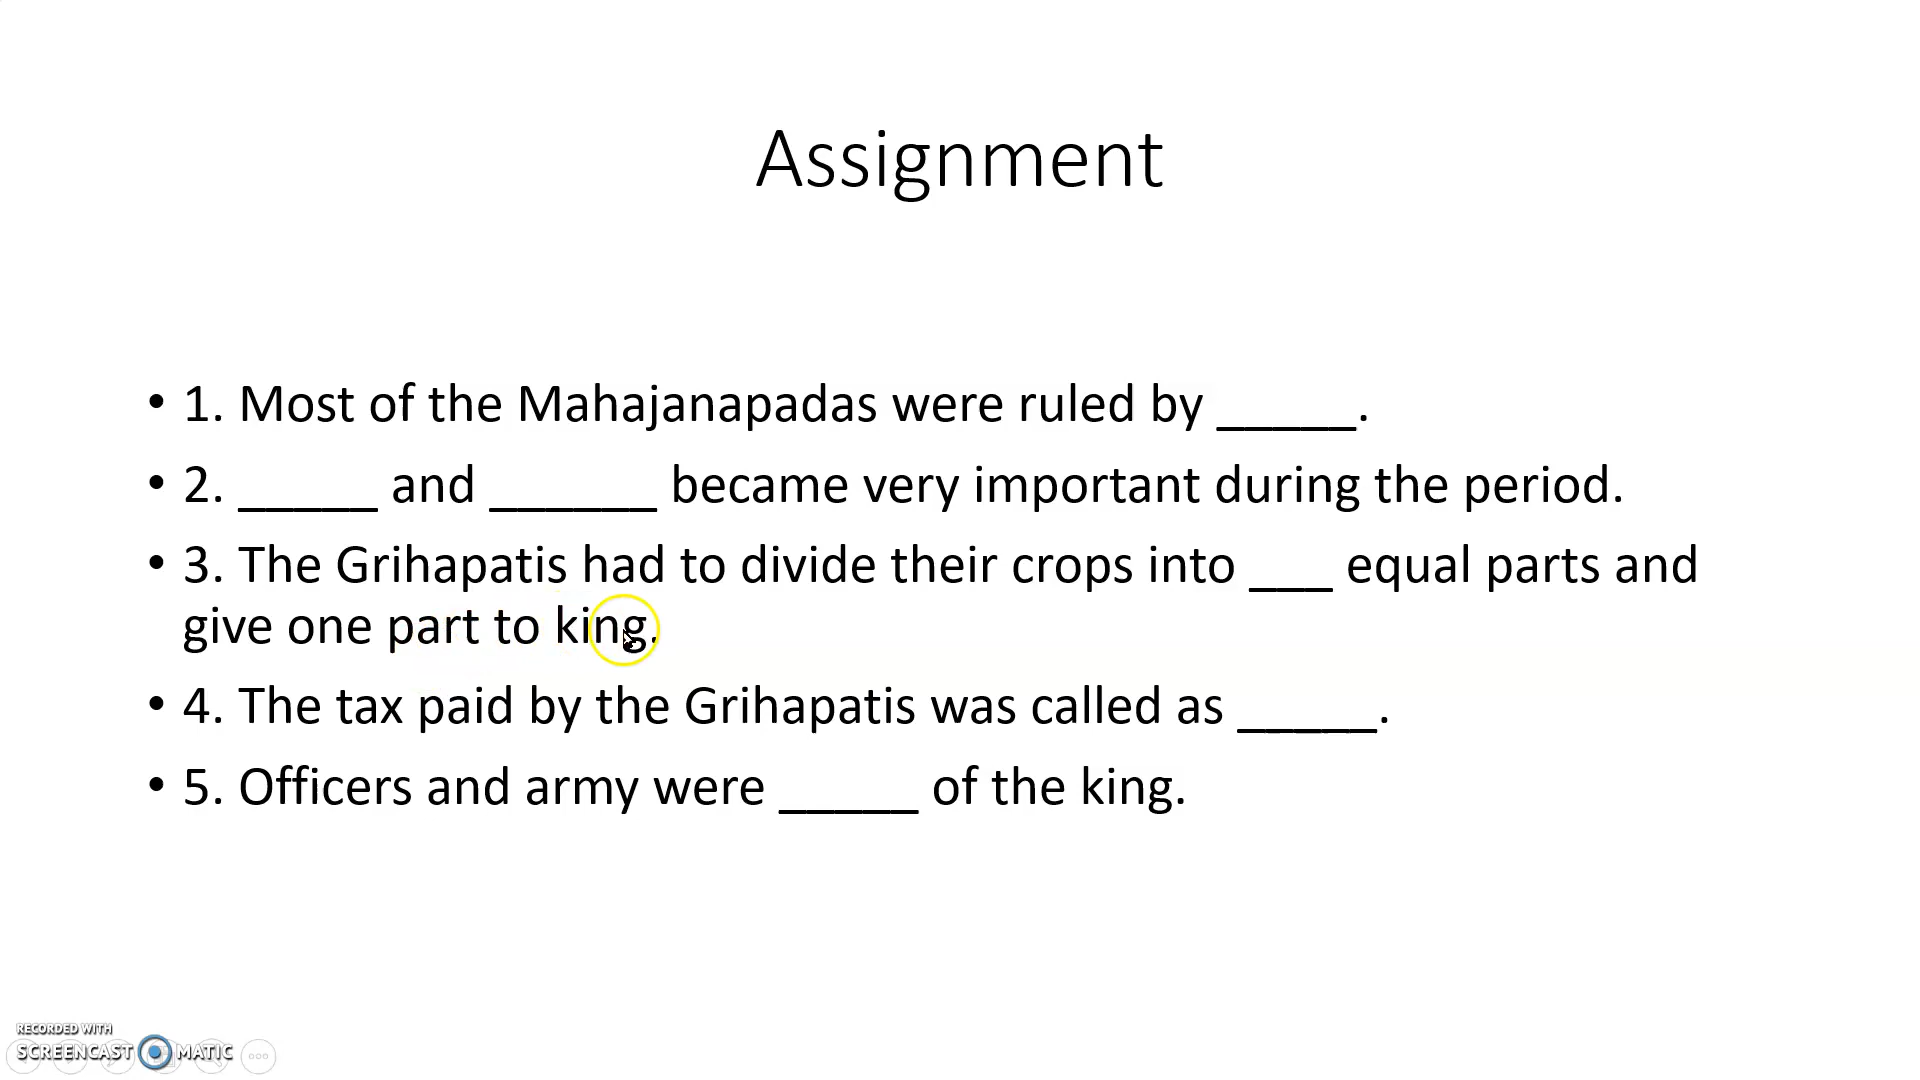 Assignment
• 1. Most of the Mahajanapadas were ruled by _____.
• 2. _____ and ______ became very important during the period.
• 3. The Grihapatis had to divide their crops into ___ equal parts and
give one part to king.
• 4. The tax paid by the Grihapatis was called as _____.
• 5. Officers and army were _____ of the king.
RECORDED WITH
SCREENCAST MATIC